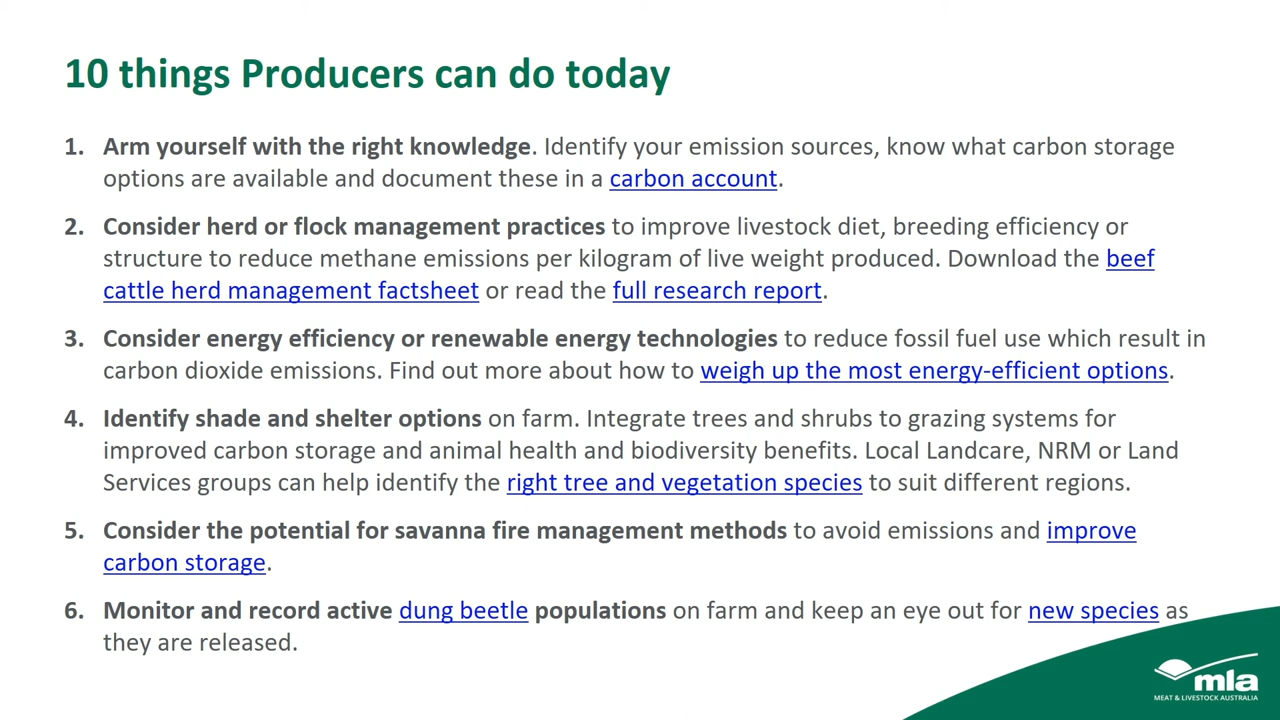 10 things Producers can do today
1. Arm yourself with the right knowledge. Identify your emission sources, know what carbon storage
options are available and document these in a carbon account.
2. Consider herd or flock management practices to improve livestock diet, breeding efficiency or
structure to reduce methane emissions per kilogram of live weight produced. Download the beef
cattle herd management factsheet or read the full research report.
3. Consider energy efficiency or renewable energy technologies to reduce fossil fuel use which result in
carbon dioxide emissions. Find out more about how to weigh up the most energy-efficient options.
4. Identify shade and shelter options on farm. Integrate trees and shrubs to grazing systems for
improved carbon storage and animal health and biodiversity benefits. Local Landcare, NRM or Land
Services groups can help identify the right tree and vegetation species to suit different regions.
5. Consider the potential for savanna fire management methods to avoid emissions and improve
carbon storage.
6. Monitor and record active dung beetle populations on farm and keep an eye out for new species as
they are released.
mla
MEAT & LIVESTOCK AUSTRALIA